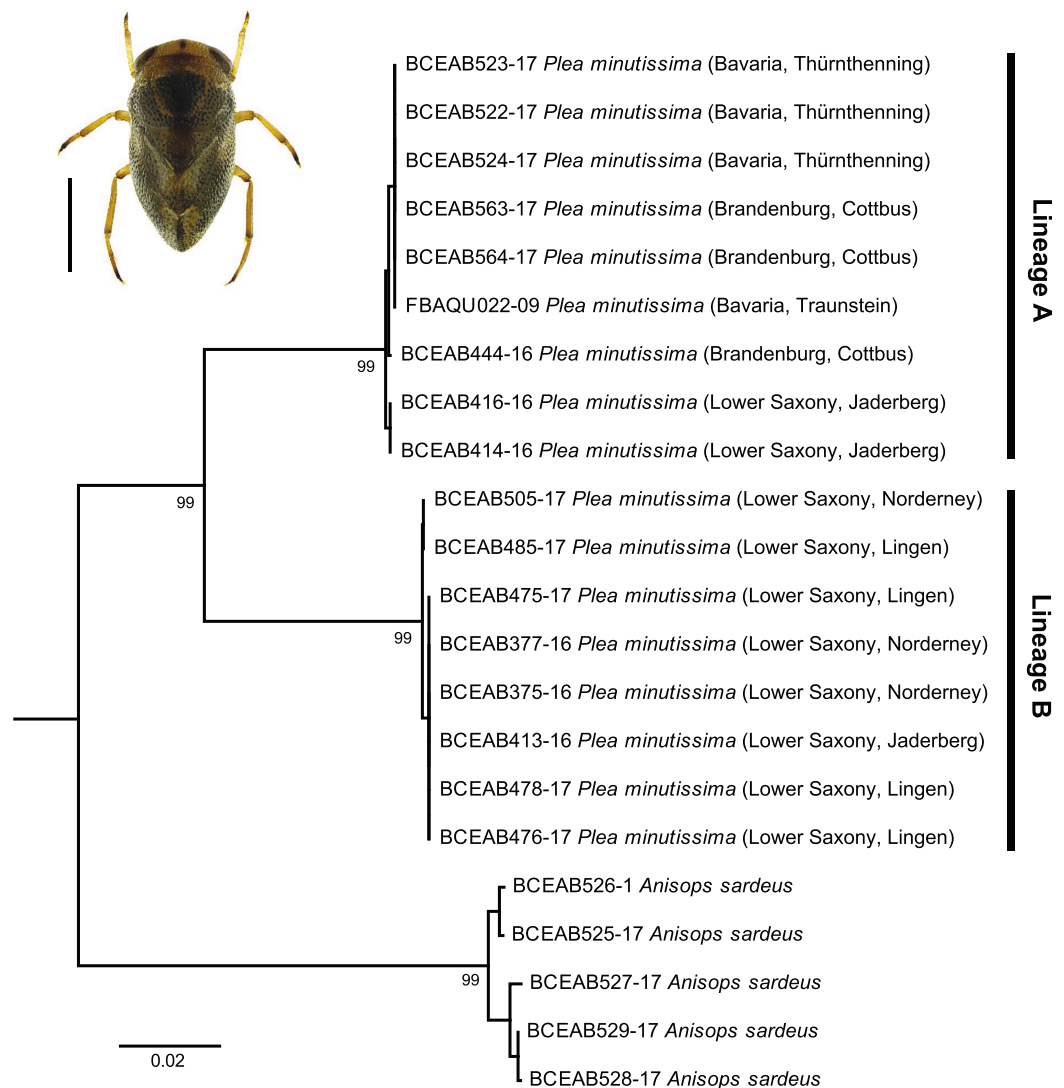 BCEAB523-17 Plea minutissima (Bavaria, Thürnthenning)
BCEAB522-17 Plea minutissima (Bavaria, Thürnthenning)
BCEAB524-17 Plea minutissima (Bavaria, Thürnthenning)
BCEAB563-17 Plea minutissima (Brandenburg, Cottbus)
BCEAB564-17 Plea minutissima (Brandenburg, Cottbus)
FBAQU022-09 Plea minutissima (Bavaria, Traunstein)
BCEAB444-16 Plea minutissima (Brandenburg, Cottbus)
99
BCEAB416-16 Plea minutissima (Lower Saxony, Jaderberg)
BCEAB414-16 Plea minutissima (Lower Saxony, Jaderberg)
Lineage A
99
BCEAB505-17 Plea minutissima (Lower Saxony, Norderney)
BCEAB485-17 Plea minutissima (Lower Saxony, Lingen)
BCEAB475-17 Plea minutissima (Lower Saxony, Lingen)
99
BCEAB377-16 Plea minutissima (Lower Saxony, Norderney)
BCEAB375-16 Plea minutissima (Lower Saxony, Norderney)
BCEAB413-16 Plea minutissima (Lower Saxony, Jaderberg)
BCEAB478-17 Plea minutissima (Lower Saxony, Lingen)
BCEAB476-17 Plea minutissima (Lower Saxony, Lingen)
Lineage B
BCEAB526-1 Anisops sardeus
BCEAB525-17 Anisops sardeus
99
BCEAB527-17 Anisops sardeus
BCEAB529-17 Anisops sardeus
BCEAB528-17 Anisops sardeus
0.02